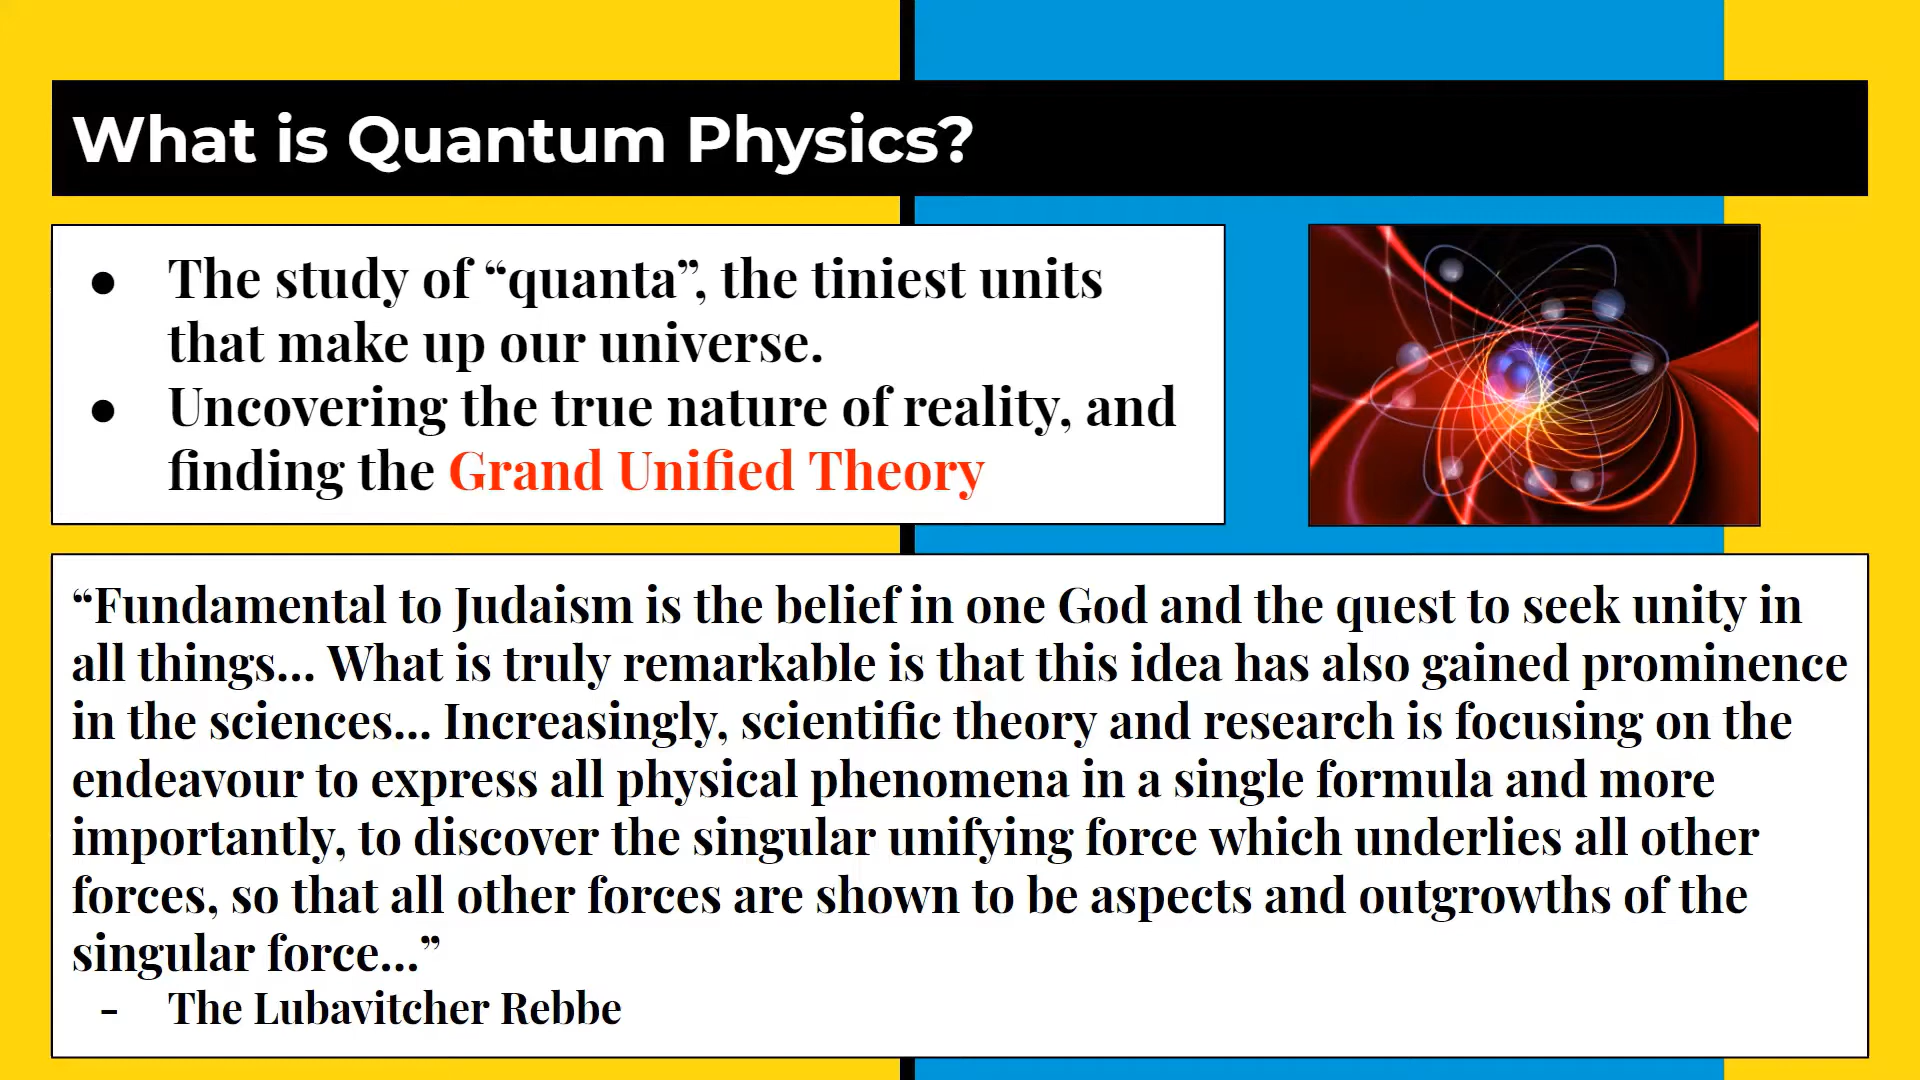 What is Quantum Physics?
● The study of “quanta”, the tiniest units
that make up our universe.
● Uncovering the true nature of reality, and
finding the Grand Unified Theory
“Fundamental to Judaism is the belief in one God and the quest to seek unity in
all things... What is truly remarkable is that this idea has also gained prominence
in the sciences... Increasingly, scientific theory and research is focusing on the
endeavour to express all physical phenomena in a single formula and more
importantly, to discover the singular unifying force which underlies all other
forces, so that all other forces are shown to be aspects and outgrowths of the
singular force...”
- The Lubavitcher Rebbe